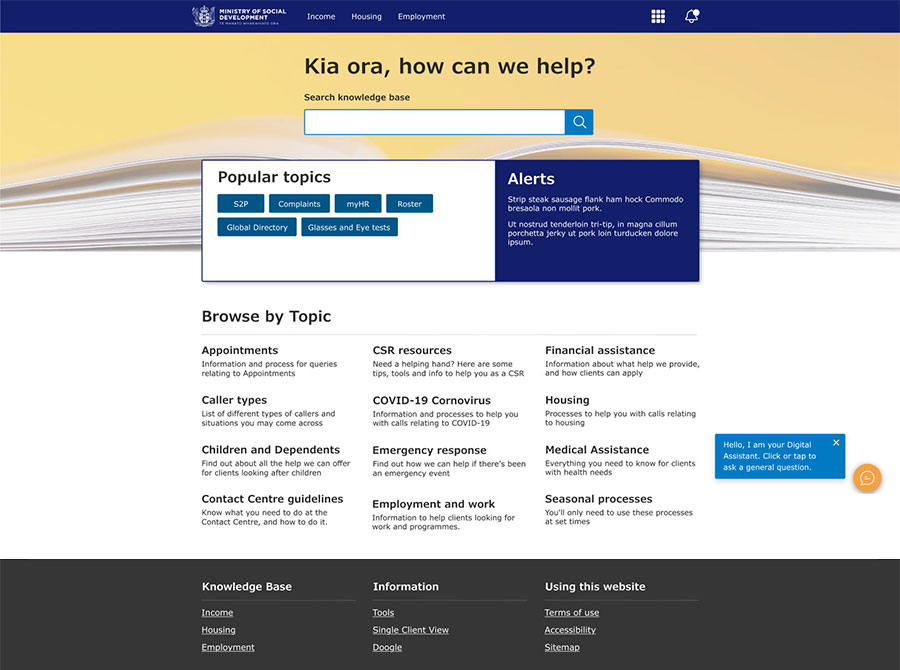 MINISTRY OF SOCIAL
DEVELOPMENT
TE MANATŪ WHAKAHIATO ORA
Income
Housing
Employment
Kia ora, how can we help?
Search knowledge base
Popular topics
S2P
Complaints
myHR
Roster
Global Directory
Glasses and Eye tests
Alerts
Strip steak sausage flank ham hock Commodo
bresaola non mollit pork.
Ut nostrud tenderloin tri-tip, in magna cillum
porchetta jerky ut pork loin turducken dolore
ipsum.
Browse by Topic
Appointments
Information and process for queries
relating to Appointments
Caller types
List of different types of callers and
situations you may come across
Children and Dependents
Find out about all the help we can offer
for clients looking after children
Contact Centre guidelines
Know what you need to do at the
Contact Centre, and how to do it.
CSR resources
Need a helping hand? Here are some
tips, tools and info to help you as a CSR
COVID-19 Cornovirus
Information and processes to help you
with calls relating to COVID-19
Emergency response
Find out how we can help if there's been
an emergency event
Employment and work
Information to help clients looking for
work and programmes.
Financial assistance
Information about what help we provide,
and how clients can apply
Housing
Processes to help you with calls relating
to housing
Medical Assistance
Everything you need to know for clients
with health needs
Seasonal processes
You'll only need to use these processes
at set times
Hello, I am your Digital
Assistant. Click or tap to
ask a general question.
Knowledge Base
Income
Housing
Employment
Information
Tools
Single Client View
Doogle
Using this website
Terms of use
Accessibility
Sitemap